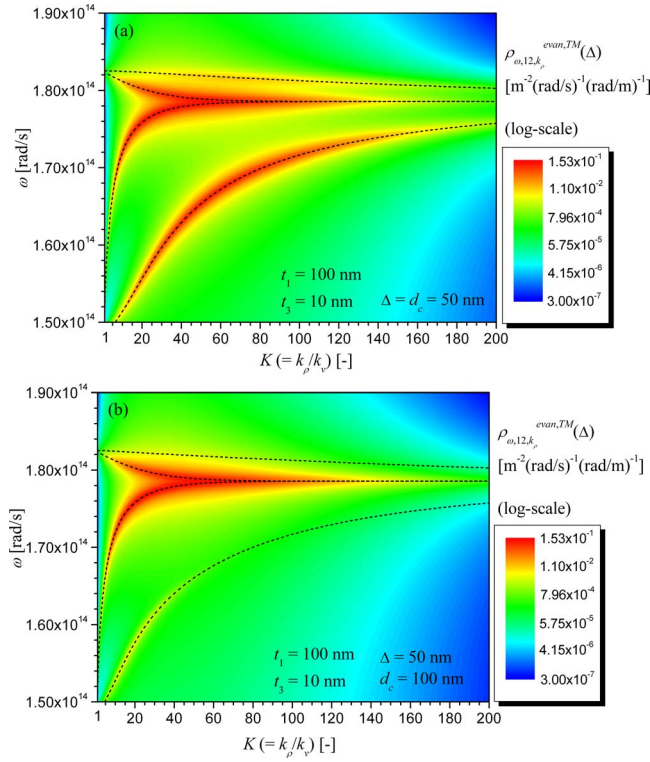 (a)
1.90x10^14
1.80x10^14
1.70x10^14
1.60x10^14
1.50x10^14
ω [rad/s]
t_1 = 100 nm
t_3 = 10 nm Δ = d_c = 50 nm
1 20 40 60 80 100 120 140 160 180 200
K (= k_ρ/k_v) [-]
ρ_{ω,12,k_ρ}^{evan,TM}(Δ)
[m^-2(rad/s)^-1(rad/m)^-1]
(log-scale)
1.53x10^-1
1.10x10^-2
7.96x10^-4
5.75x10^-5
4.15x10^-6
3.00x10^-7
(b)
1.90x10^14
1.80x10^14
1.70x10^14
1.60x10^14
1.50x10^14
ω [rad/s]
t_1 = 100 nm Δ = 50 nm
t_3 = 10 nm d_c = 100 nm
1 20 40 60 80 100 120 140 160 180 200
K (= k_ρ/k_v) [-]
ρ_{ω,12,k_ρ}^{evan,TM}(Δ)
[m^-2(rad/s)^-1(rad/m)^-1]
(log-scale)
1.53x10^-1
1.10x10^-2
7.96x10^-4
5.75x10^-5
4.15x10^-6
3.00x10^-7